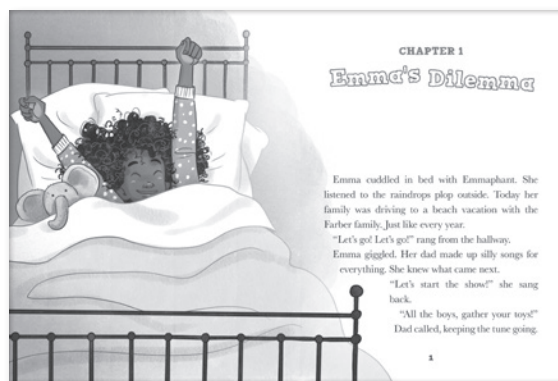 CHAPTER 1
Emma's Dilemma
Emma cuddled in bed with Emmaphant. She
listened to the raindrops plop outside. Today her
family was driving to a beach vacation with the
Farber family. Just like every year.
"Let's go! Let's go!" rang from the hallway.
Emma giggled. Her dad made up silly songs for
everything. She knew what came next.
"Let's start the show!" she sang
back.
"All the boys, gather your toys!"
Dad called, keeping the tune going.
1